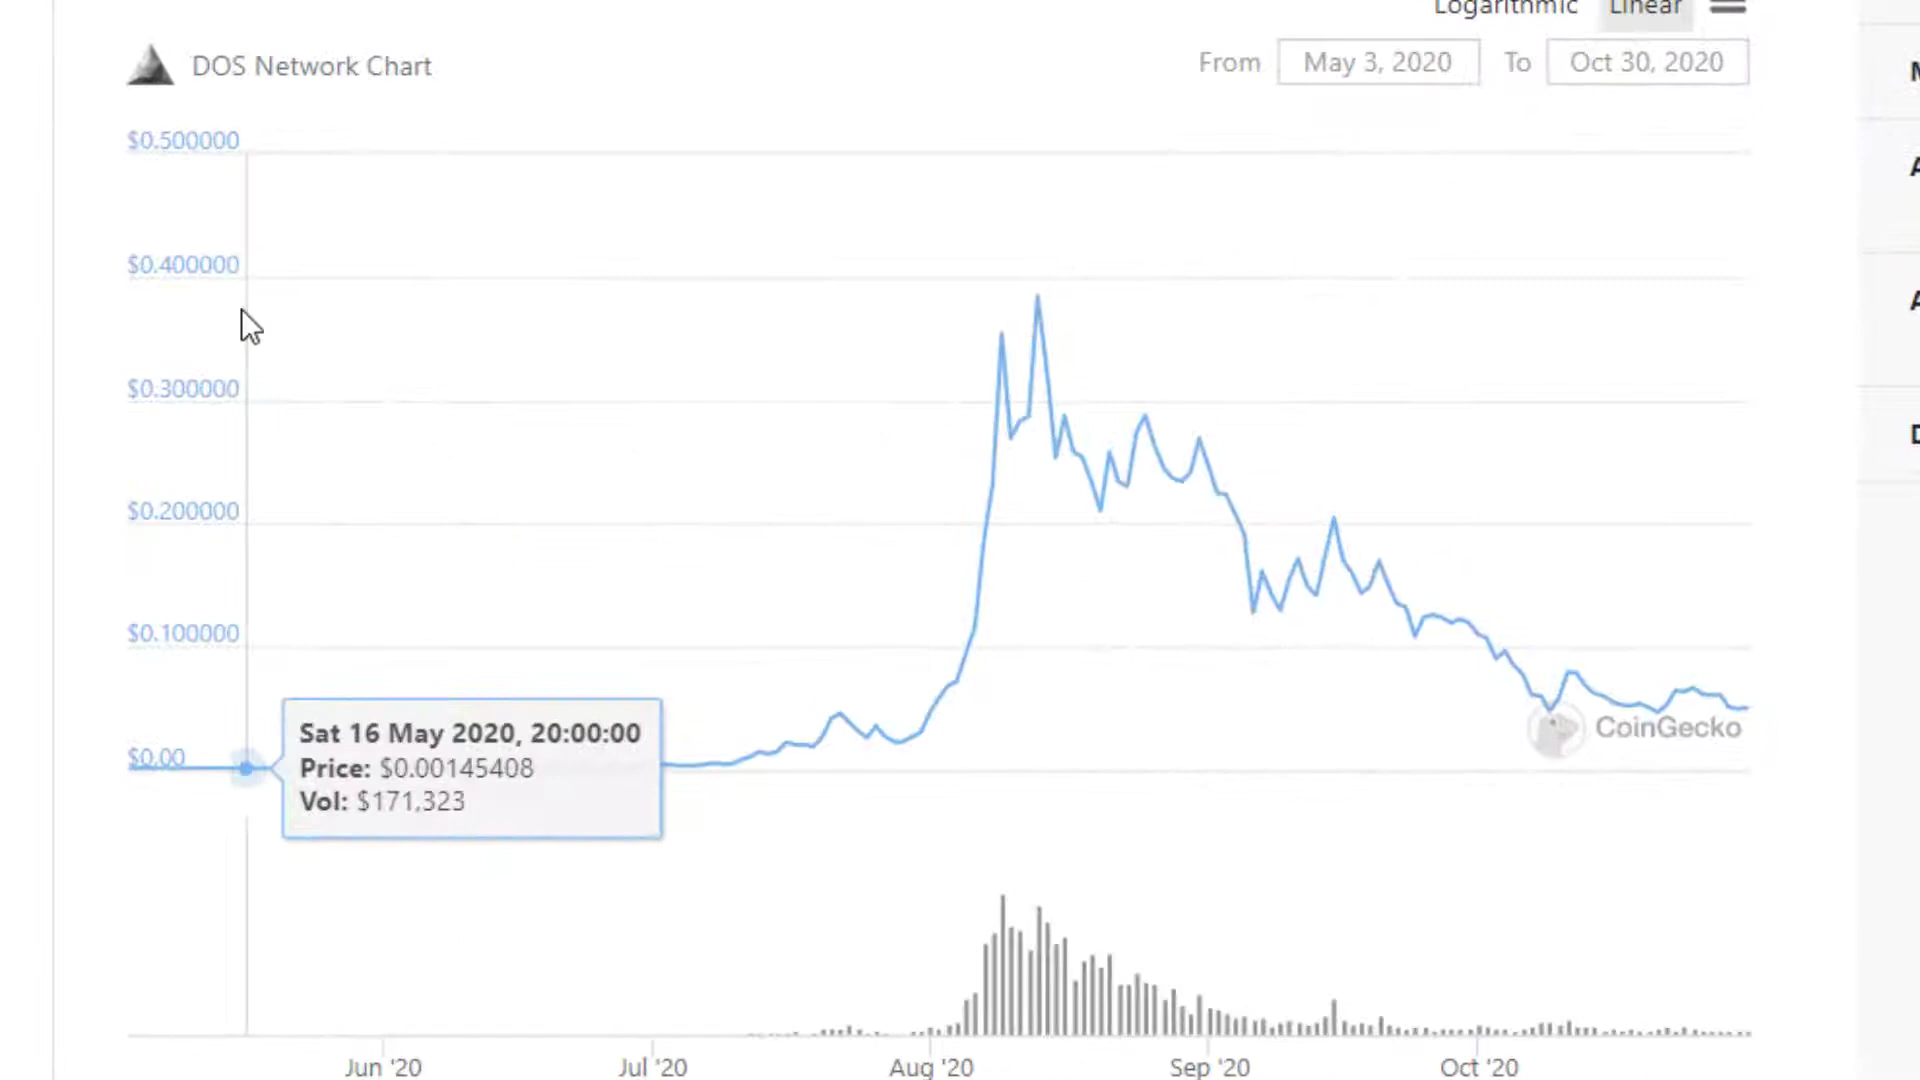 Logarithmic Linear
DOS Network Chart
From May 3, 2020 To Oct 30, 2020
$0.500000
$0.400000
$0.300000
$0.200000
$0.100000
$0.00
Sat 16 May 2020, 20:00:00
Price: $0.00145408
Vol: $171,323
CoinGecko
Jun '20 Jul '20 Aug '20 Sep '20 Oct '20